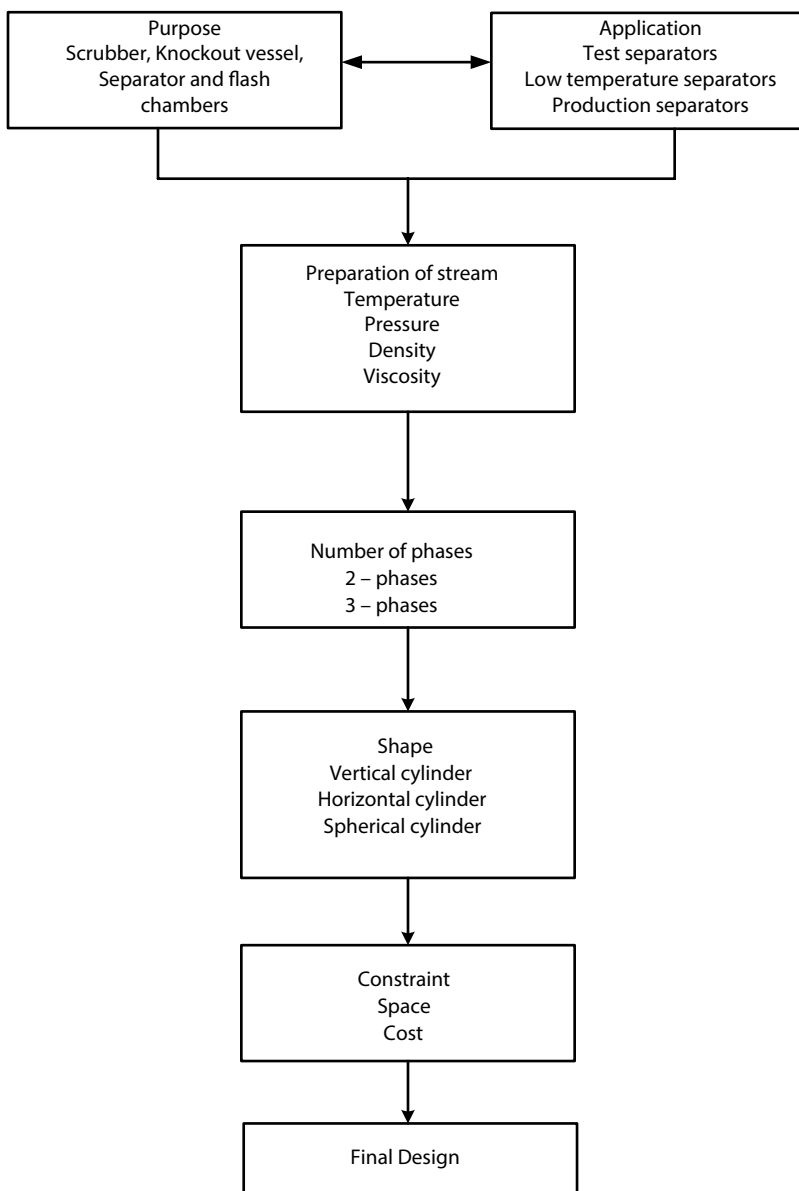 Purpose
Scrubber, Knockout vessel,
Separator and flash
chambers
Application
Test separators
Low temperature separators
Production separators
Preparation of stream
Temperature
Pressure
Density
Viscosity
Number of phases
2 – phases
3 – phases
Shape
Vertical cylinder
Horizontal cylinder
Spherical cylinder
Constraint
Space
Cost
Final Design